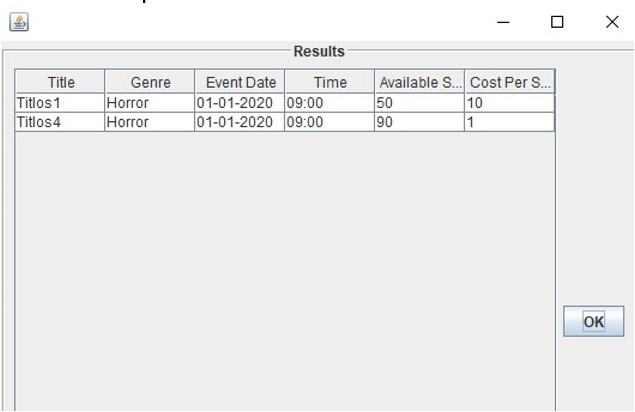 Results
Title Genre Event Date Time Available S... Cost Per S...
Titlos1 Horror 01-01-2020 09:00 50 10
Titlos4 Horror 01-01-2020 09:00 90 1
OK